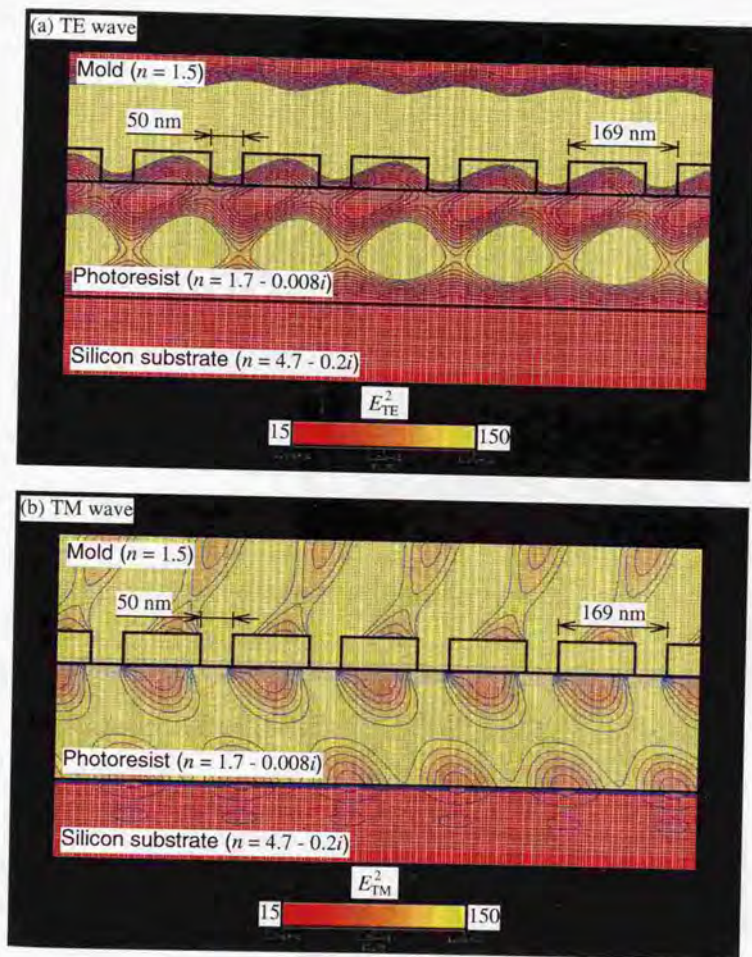 (a) TE wave
Mold (n = 1.5)
50 nm
169 nm
Photoresist (n = 1.7 - 0.008i)
Silicon substrate (n = 4.7 - 0.2i)
E²TE
15
150
(b) TM wave
Mold (n = 1.5)
50 nm
169 nm
Photoresist (n = 1.7 - 0.008i)
Silicon substrate (n = 4.7 - 0.2i)
E²TM
15
150